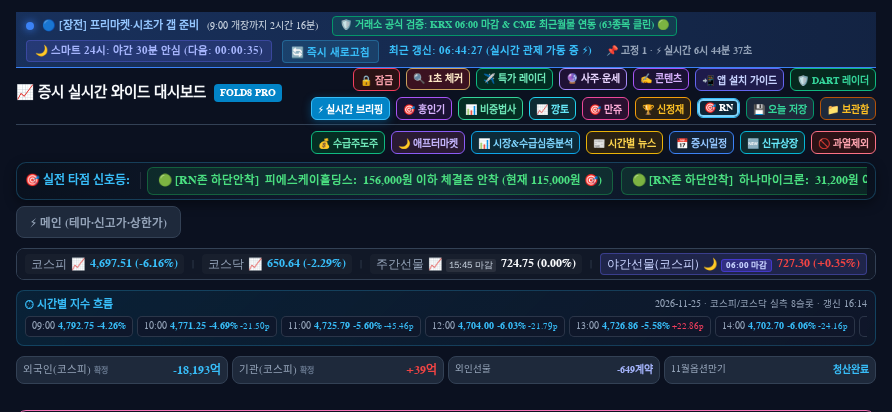 🔵 [장전] 프리마켓·시초가 갭 준비 (9:00 개장까지 2시간 16분) 🛡️ 거래소 공식 검증: KRX 06:00 마감 & CME 최근월물 연동 (63종목 클린) 🟢
🌙 스마트 24시: 야간 30분 안심 (다음: 00:00:35) 🔄 즉시 새로고침 최근 갱신: 06:44:27 (실시간 관제 가동 중 ⚡) 📌 고정 1 · ⚡ 실시간 6시 44분 37초
📈 증시 실시간 와이드 대시보드 FOLD8 PRO
🔒 잠금 🔍 1초 체커 ✈️ 특가 레이더 🔮 사주·운세 ✍️ 콘텐츠 📲 앱 설치 가이드 🛡️ DART 레이더
⚡ 실시간 브리핑 🎯 홍인기 📊 비중법사 📈 깡토 🎯 만쥬 🏆 신정재 🎯 RN 💾 오늘 저장 📁 보관함
💰 수급주도주 🌙 애프터마켓 📊 시장&수급심층분석 📰 시간별 뉴스 📅 증시일정 🆕 신규상장 🚫 과열제외
🎯 실전 타점 신호등: 🟢 [RN존 하단안착] 피에스케이홀딩스: 156,000원 이하 체결존 안착 (현재 115,000원 🎯) 🟢 [RN존 하단안착] 하나마이크론: 31,200원
⚡ 메인 (테마·신고가·상한가)
코스피 📈 4,697.51 (-6.16%) 코스닥 📈 650.64 (-2.29%) 주간선물 📈 15:45 마감 724.75 (0.00%) 야간선물(코스피) 🌙 06:00 마감 727.30 (+0.35%)
⏱ 시간별 지수 흐름 2026-11-25 · 코스피/코스닥 실측 8슬롯 · 갱신 16:14
09:00 4,792.75 -4.26% 10:00 4,771.25 -4.69% -21.50p 11:00 4,725.79 -5.60% -45.46p 12:00 4,704.00 -6.03% -21.79p 13:00 4,726.86 -5.58% +22.86p 14:00 4,702.70 -6.06% -24.16p
외국인(코스피) 확정 -18,193억 기관(코스피) 확정 +39억 외인선물 -649계약 11월옵션만기 청산완료